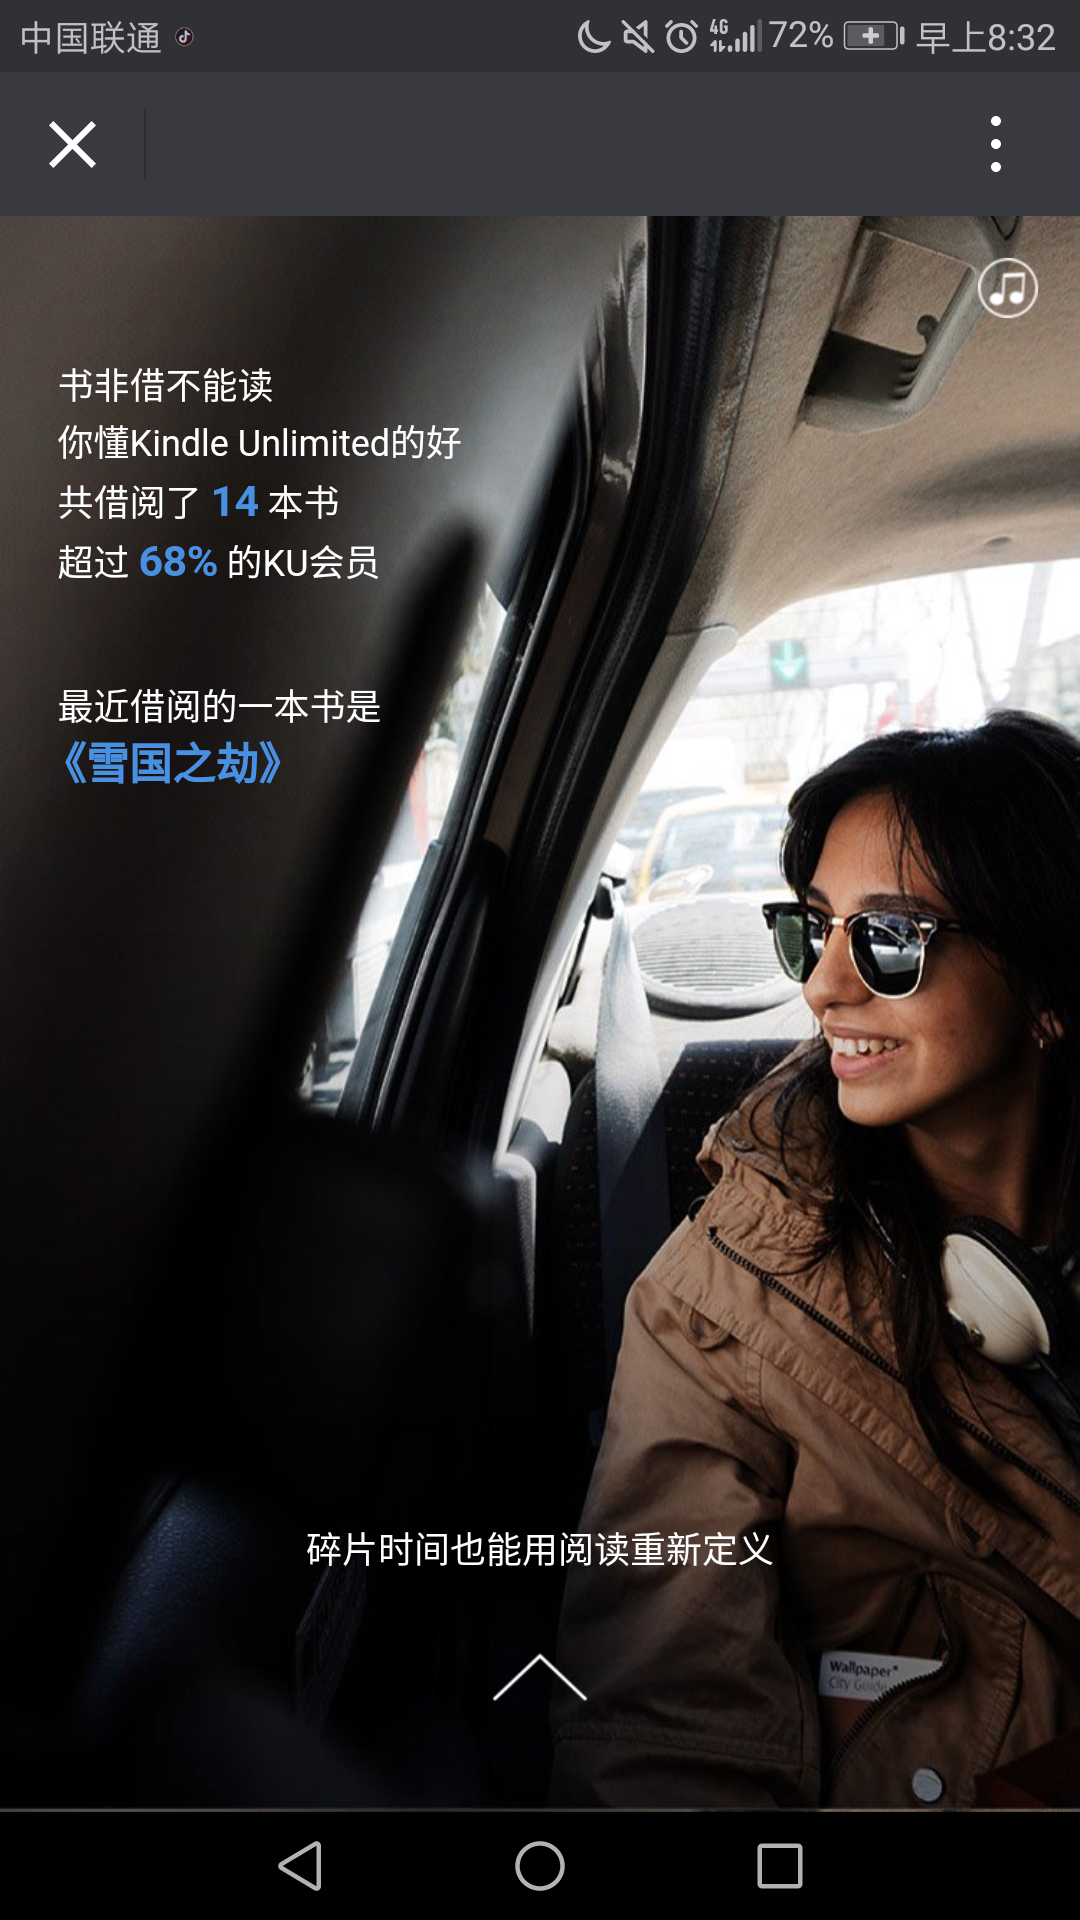 中国联通
4G
72%
早上8:32
书非借不能读
你懂Kindle Unlimited的好
共借阅了 14 本书
超过 68% 的KU会员
最近借阅的一本书是
《雪国之劫》
碎片时间也能用阅读重新定义
Wallpaper*
City Guide